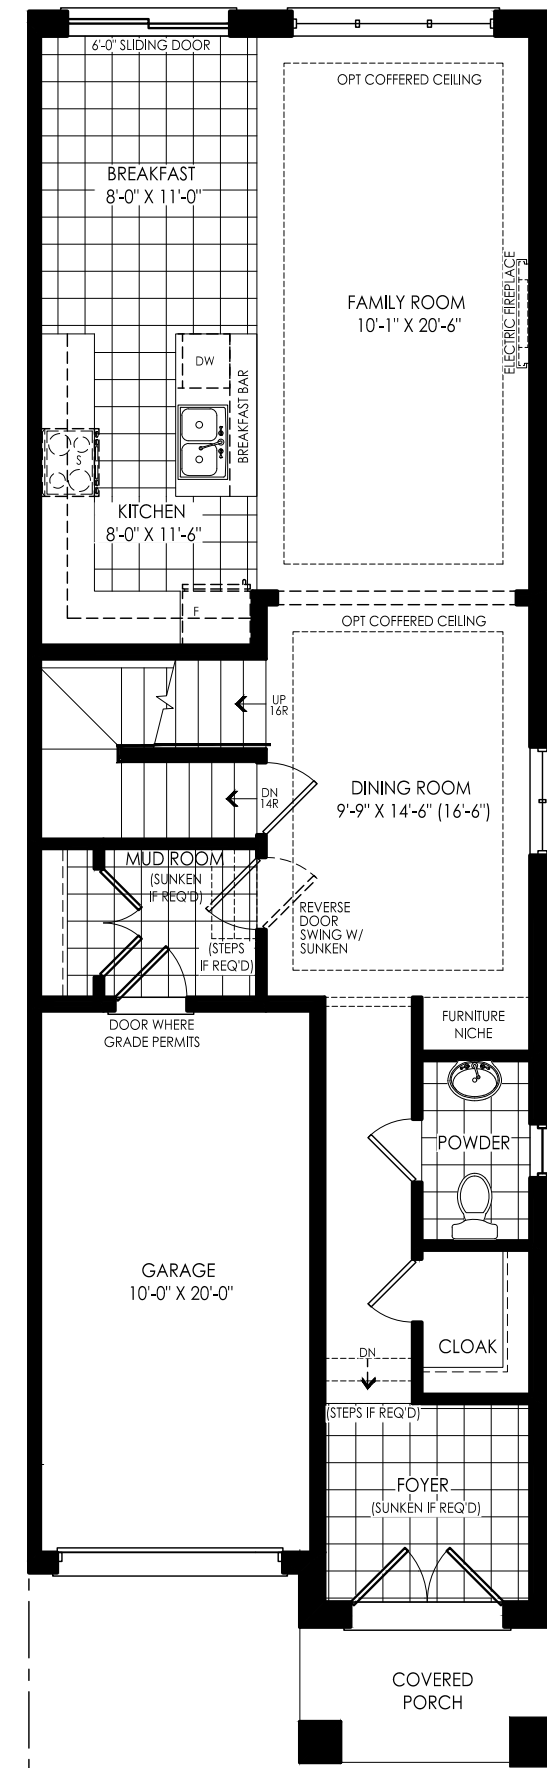 6'-0" SLIDING DOOR
OPT COFFERED CEILING
BREAKFAST
8'-0" X 11'-0"
FAMILY ROOM
10'-1" X 20'-6"
ELECTRIC FIREPLACE
DW
BREAKFAST BAR
S
KITCHEN
8'-0" X 11'-6"
F
OPT COFFERED CEILING
UP
16R
DN
14R
DINING ROOM
9'-9" X 14'-6" (16'-6")
MUD ROOM
(SUNKEN
IF REQ'D)
(STEPS
IF REQ'D)
REVERSE
DOOR
SWING W/
SUNKEN
DOOR WHERE
GRADE PERMITS
FURNITURE
NICHE
POWDER
GARAGE
10'-0" X 20'-0"
CLOAK
DN
(STEPS IF REQ'D)
FOYER
(SUNKEN IF REQ'D)
COVERED
PORCH